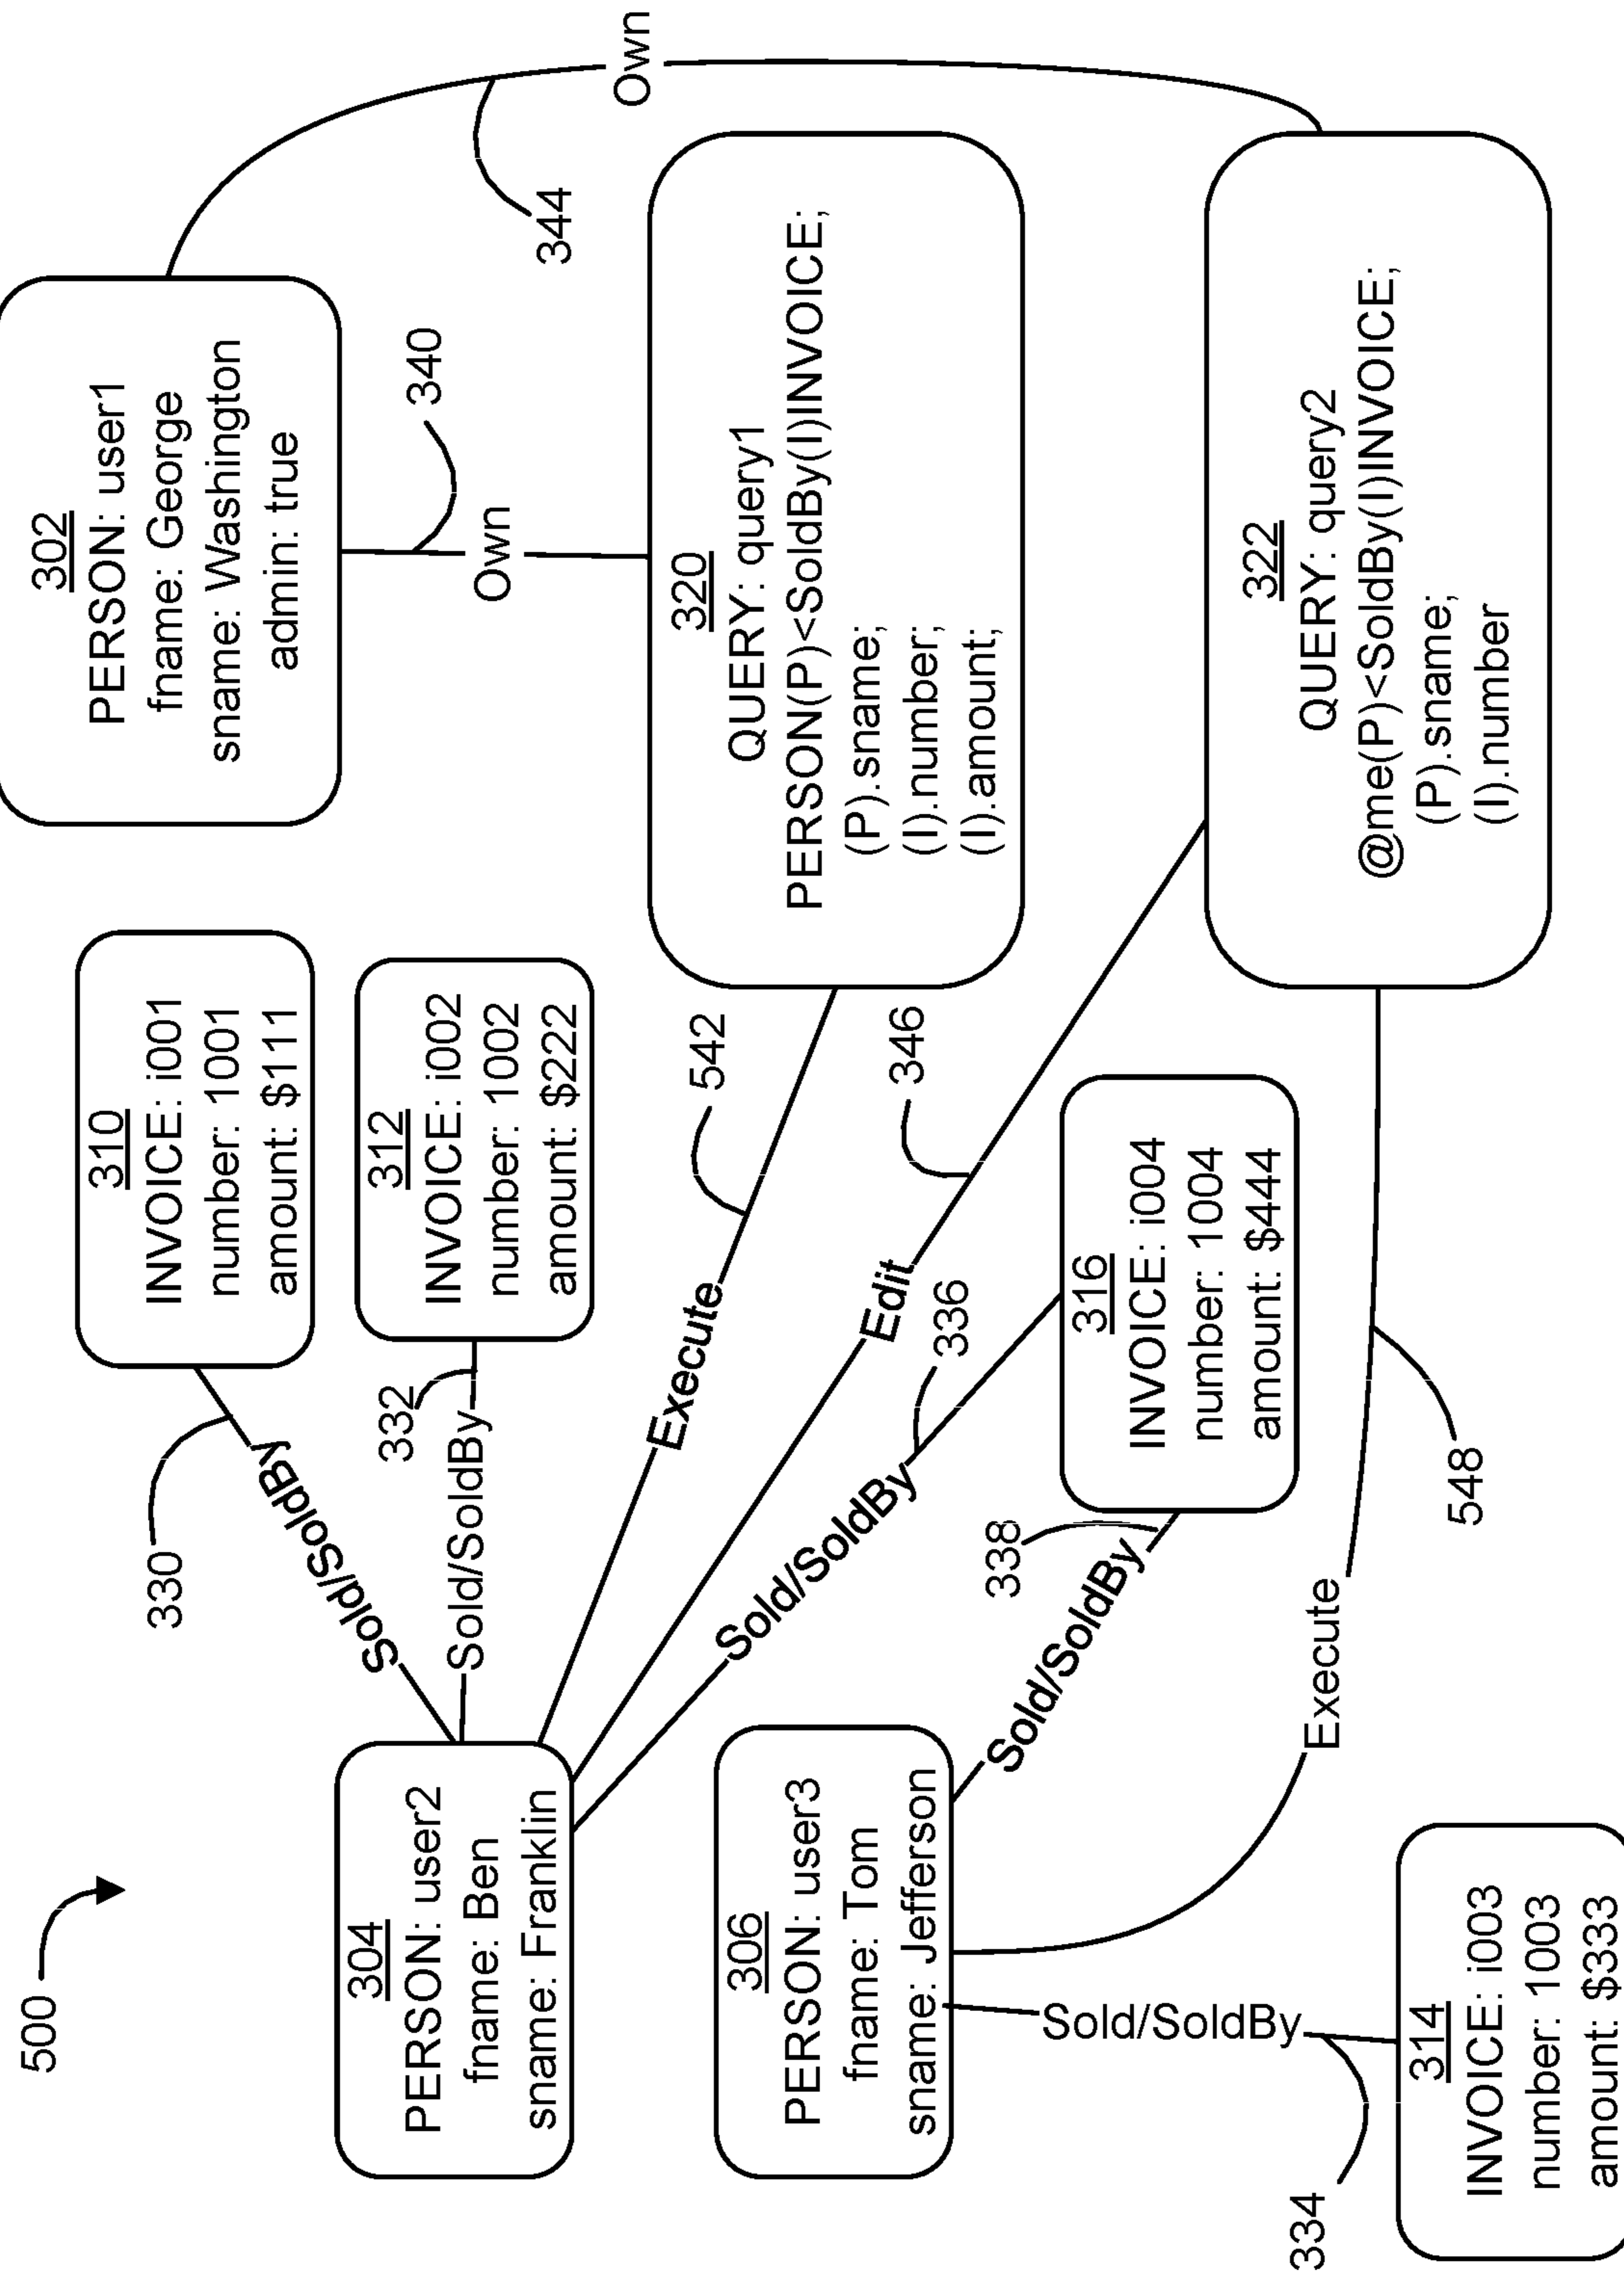 500
304
PERSON: user2
fname: Ben
sname: Franklin
330
Sold/SoldBy
310
INVOICE: i001
number: 1001
amount: $111
302
PERSON: user1
fname: George
sname: Washington
admin: true
332
Sold/SoldBy
312
INVOICE: i002
number: 1002
amount: $222
340
Own
344
Own
Execute
542
320
QUERY: query1
PERSON(P)<SoldBy(I)INVOICE;
(P).sname;
(I).number;
(I).amount;
Edit
346
Sold/SoldBy
336
306
PERSON: user3
fname: Tom
sname: Jefferson
Sold/SoldBy
338
316
INVOICE: i004
number: 1004
amount: $444
Sold/SoldBy
334
Execute
548
322
QUERY: query2
@me(P)<SoldBy(I)INVOICE;
(P).sname;
(I).number
314
INVOICE: i003
number: 1003
amount: $333